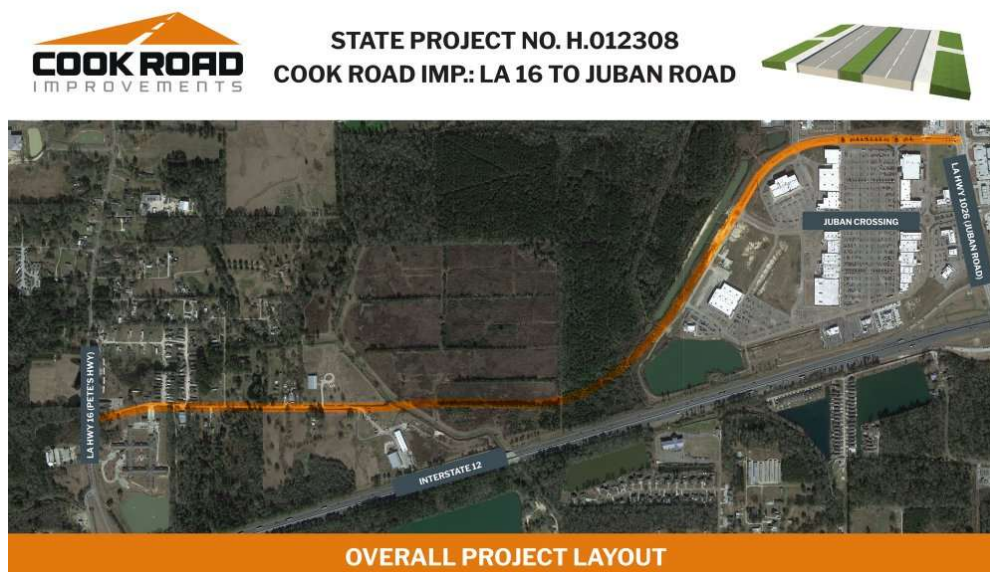 COOK ROAD
IMPROVEMENTS
STATE PROJECT NO. H.012308
COOK ROAD IMP.: LA 16 TO JUBAN ROAD
JUBAN CROSSING
LA HWY 1026 (JUBAN ROAD)
LA HWY 16 (PETE'S HWY)
INTERSTATE 12
OVERALL PROJECT LAYOUT